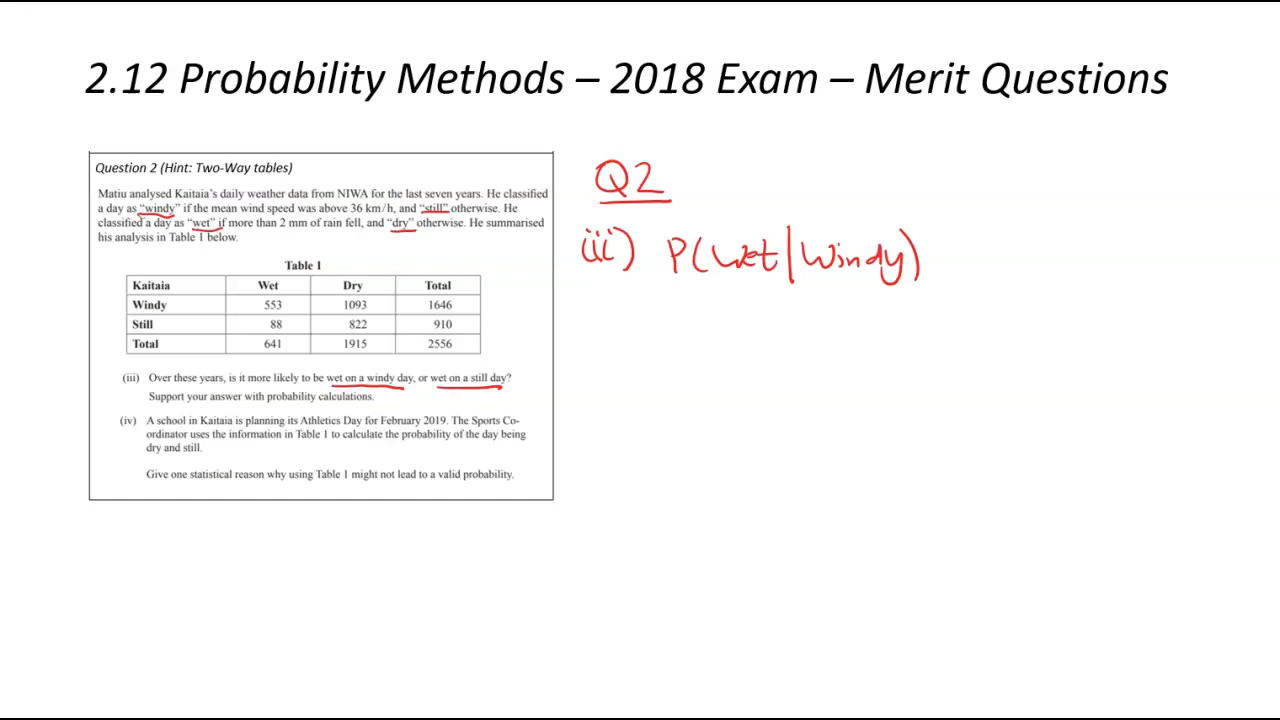 2.12 Probability Methods – 2018 Exam – Merit Questions
Question 2 (Hint: Two-Way tables)
Matiu analysed Kaitaia's daily weather data from NIWA for the last seven years. He classified
a day as "windy" if the mean wind speed was above 36 km/h, and "still" otherwise. He
classified a day as "wet" if more than 2 mm of rain fell, and "dry" otherwise. He summarised
his analysis in Table 1 below.
Table 1
Kaitaia Wet Dry Total
Windy 553 1093 1646
Still 88 822 910
Total 641 1915 2556
(iii) Over these years, is it more likely to be wet on a windy day, or wet on a still day?
Support your answer with probability calculations.
(iv) A school in Kaitaia is planning its Athletics Day for February 2019. The Sports Co-
ordinator uses the information in Table 1 to calculate the probability of the day being
dry and still.
Give one statistical reason why using Table 1 might not lead to a valid probability.
Q2
iii) P(Wet|Windy)